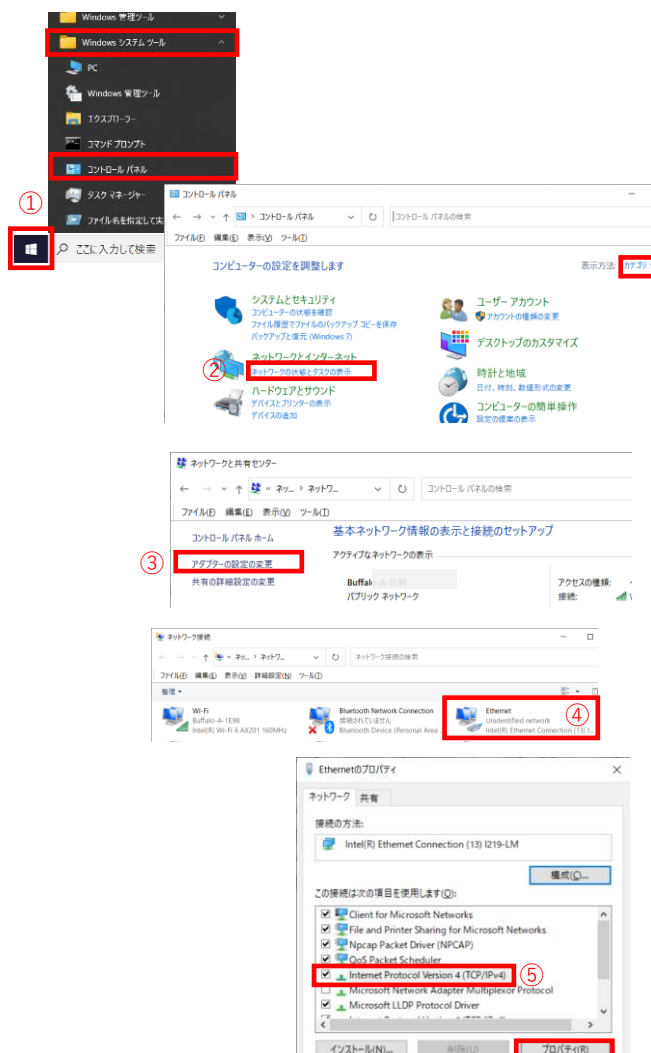 Windows 管理ツール
Windows システム ツール
PC
Windows 管理ツール
エクスプローラー
コマンド プロンプト
コントロール パネル
① タスク マネージャー
ファイル名を指定して実
ここに入力して検索
コントロール パネル
コントロール パネル コントロール パネルの検索
ファイル(F) 編集(E) 表示(V) ツール(T)
コンピューターの設定を調整します 表示方法: カテゴリ
システムとセキュリティ
コンピューターの状態を確認
ファイル履歴でファイルのバックアップ コピーを保存
バックアップと復元 (Windows 7)
ユーザー アカウント
アカウントの種類の変更
デスクトップのカスタマイズ
② ネットワークとインターネット
ネットワークの状態とタスクの表示
時計と地域
日付、時刻、数値形式の変更
ハードウェアとサウンド
デバイスとプリンターの表示
デバイスの追加
コンピューターの簡単操作
設定の提案の表示
ネットワークと共有センター
« ネッ... › ネットワ... コントロール パネルの検索
ファイル(F) 編集(E) 表示(V) ツール(T)
コントロール パネル ホーム
③ アダプターの設定の変更
共有の詳細設定の変更
基本ネットワーク情報の表示と接続のセットアップ
アクティブなネットワークの表示
Buffalo-A-1E98 アクセスの種類:
パブリック ネットワーク 接続:
ネットワーク接続
« ネッ... › ネットワ... ネットワーク接続の検索
ファイル(F) 編集(E) 表示(V) 詳細設定(N) ツール(T)
整理
Wi-Fi
Buffalo-A-1E98
Intel(R) Wi-Fi 6 AX201 160MHz
Bluetooth Network Connection
接続されていません
Bluetooth Device (Personal Area ...
④ Ethernet
Unidentified network
Intel(R) Ethernet Connection (13) I...
Ethernetのプロパティ
ネットワーク 共有
接続の方法:
Intel(R) Ethernet Connection (13) I219-LM
構成(C)...
この接続は次の項目を使用します(O):
Client for Microsoft Networks
File and Printer Sharing for Microsoft Networks
Npcap Packet Driver (NPCAP)
QoS Packet Scheduler
Internet Protocol Version 4 (TCP/IPv4) ⑤
Microsoft Network Adapter Multiplexor Protocol
Microsoft LLDP Protocol Driver
インストール(N)... 削除(U) プロパティ(R)